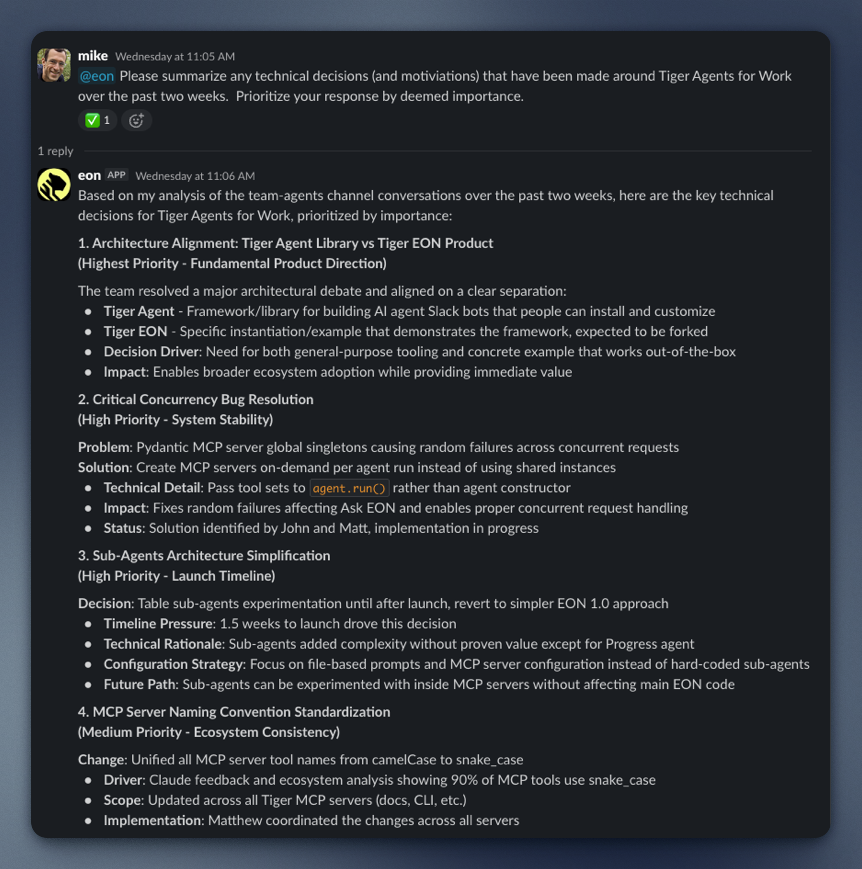 mike Wednesday at 11:05 AM
@eon Please summarize any technical decisions (and motiviations) that have been made around Tiger Agents for Work
over the past two weeks.  Prioritize your response by deemed importance.
✅ 1
1 reply
eon APP Wednesday at 11:06 AM
Based on my analysis of the team-agents channel conversations over the past two weeks, here are the key technical
decisions for Tiger Agents for Work, prioritized by importance:
1. Architecture Alignment: Tiger Agent Library vs Tiger EON Product
(Highest Priority - Fundamental Product Direction)
The team resolved a major architectural debate and aligned on a clear separation:
● Tiger Agent - Framework/library for building AI agent Slack bots that people can install and customize
● Tiger EON - Specific instantiation/example that demonstrates the framework, expected to be forked
● Decision Driver: Need for both general-purpose tooling and concrete example that works out-of-the-box
● Impact: Enables broader ecosystem adoption while providing immediate value
2. Critical Concurrency Bug Resolution
(High Priority - System Stability)
Problem: Pydantic MCP server global singletons causing random failures across concurrent requests
Solution: Create MCP servers on-demand per agent run instead of using shared instances
● Technical Detail: Pass tool sets to agent.run() rather than agent constructor
● Impact: Fixes random failures affecting Ask EON and enables proper concurrent request handling
● Status: Solution identified by John and Matt, implementation in progress
3. Sub-Agents Architecture Simplification
(High Priority - Launch Timeline)
Decision: Table sub-agents experimentation until after launch, revert to simpler EON 1.0 approach
● Timeline Pressure: 1.5 weeks to launch drove this decision
● Technical Rationale: Sub-agents added complexity without proven value except for Progress agent
● Configuration Strategy: Focus on file-based prompts and MCP server configuration instead of hard-coded sub-agents
● Future Path: Sub-agents can be experimented with inside MCP servers without affecting main EON code
4. MCP Server Naming Convention Standardization
(Medium Priority - Ecosystem Consistency)
Change: Unified all MCP server tool names from camelCase to snake_case
● Driver: Claude feedback and ecosystem analysis showing 90% of MCP tools use snake_case
● Scope: Updated across all Tiger MCP servers (docs, CLI, etc.)
● Implementation: Matthew coordinated the changes across all servers